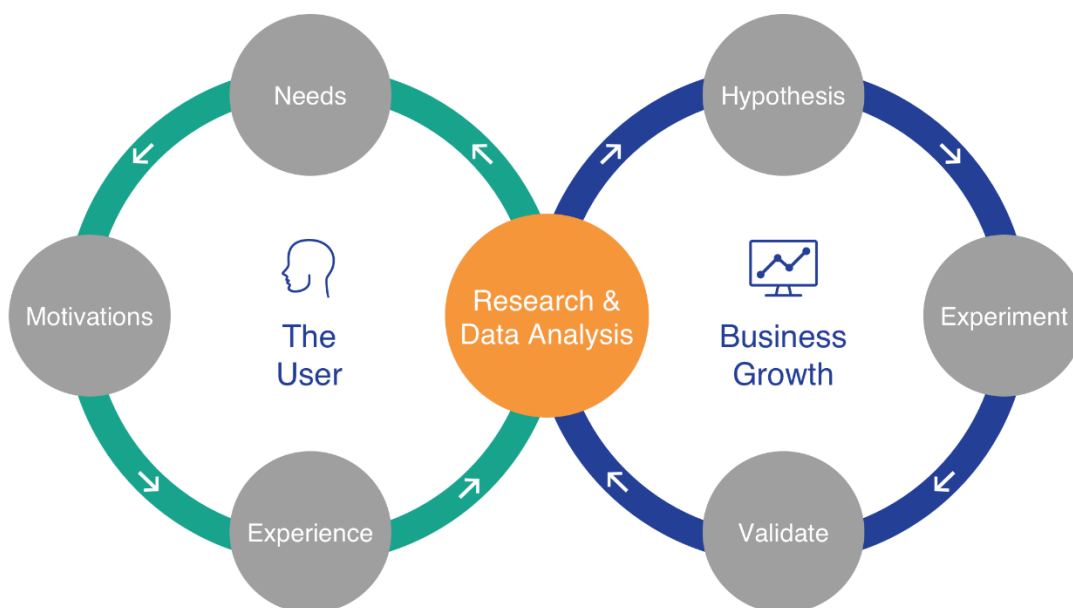 Needs
Hypothesis
Motivations
The
User
Research &
Data Analysis
Business
Growth
Experiment
Experience
Validate